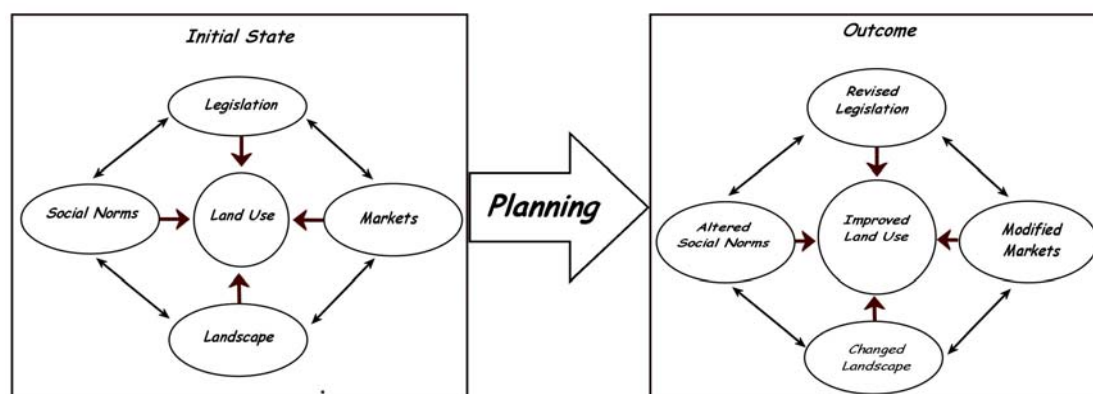 Initial State
Legislation
Social Norms
Land Use
Markets
Landscape
Planning
Outcome
Revised
Legislation
Altered
Social Norms
Improved
Land Use
Modified
Markets
Changed
Landscape